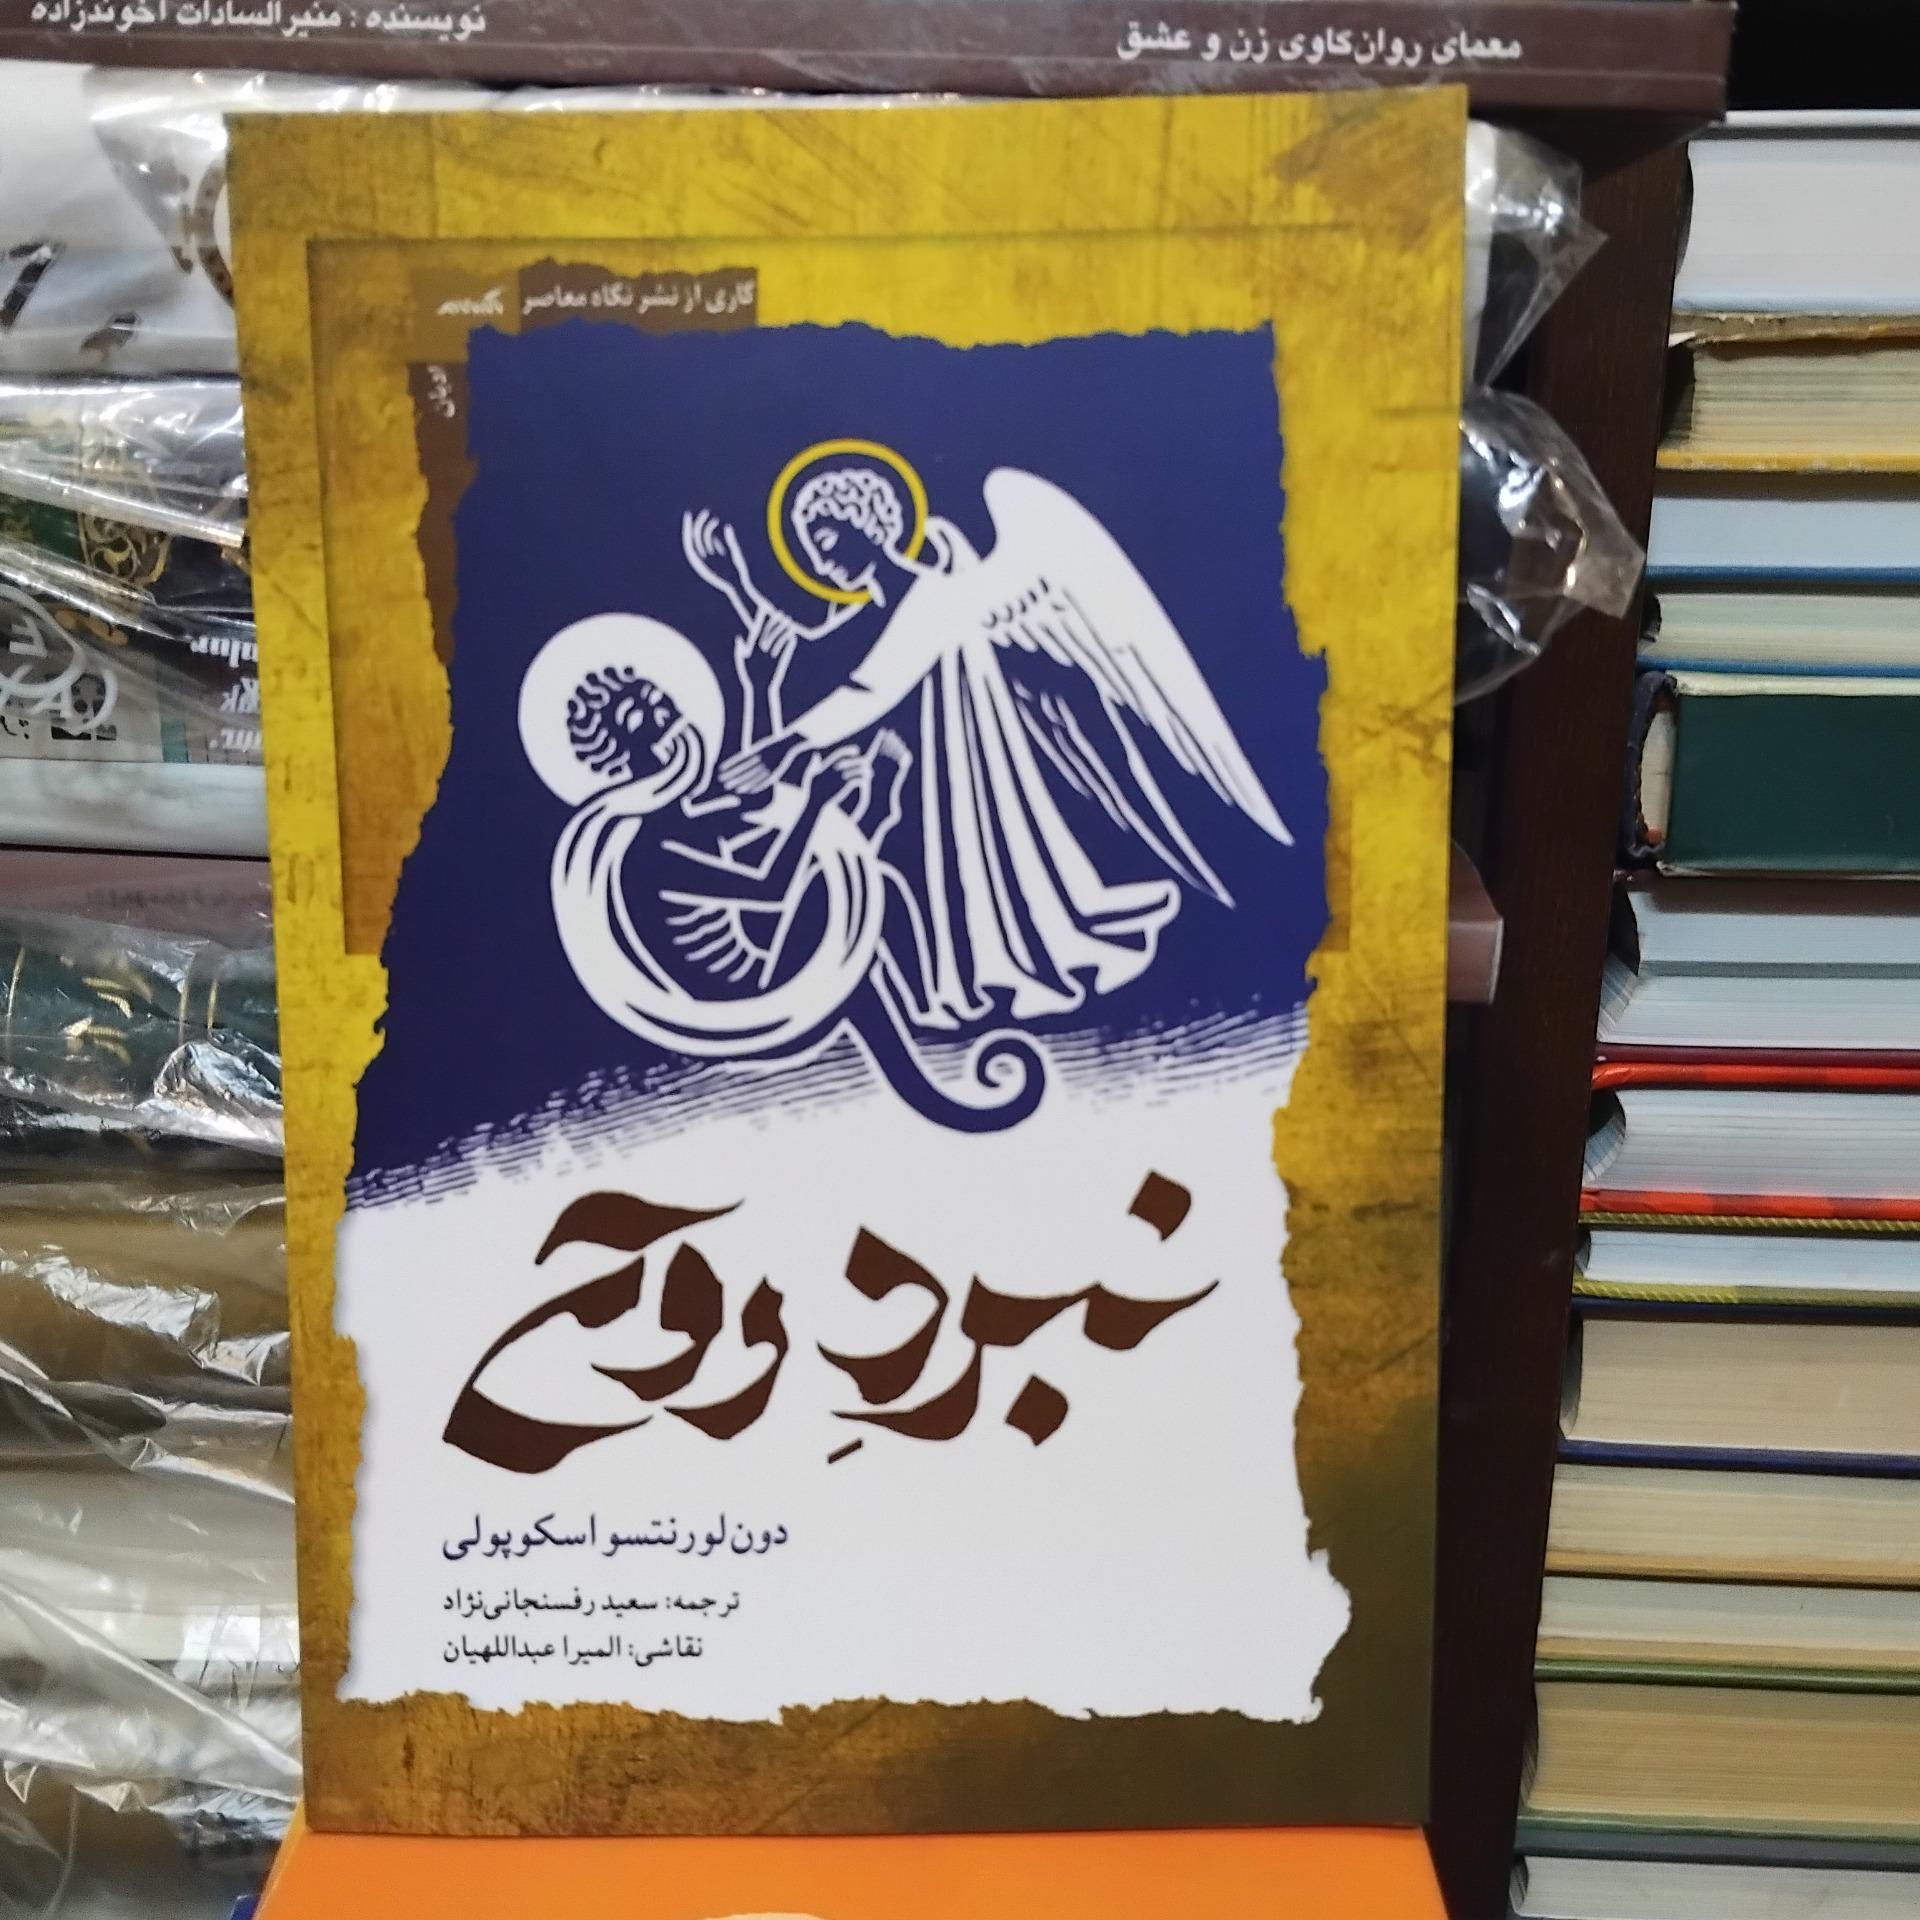 معمای روان‌کاوی زن و عشق
نویسنده : منیرالسادات آخوندزاده
کاری از نشر نگاه معاصر
ادیان
نبردِ روحی
دون‌لورنتسو اسکوپولی
ترجمه: سعید رفسنجانی‌نژاد
نقاشی: المیرا عبداللهیان